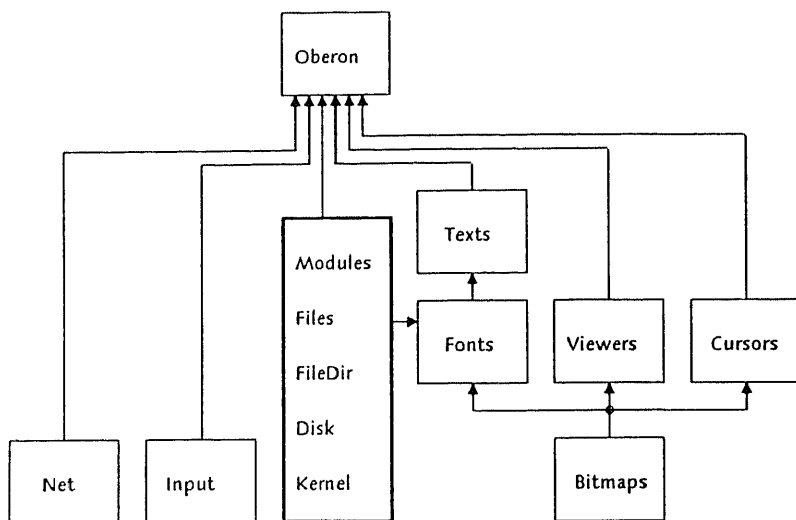 Oberon
Texts
Modules
Files
Fonts
Viewers
Cursors
FileDir
Disk
Net
Input
Kernel
Bitmaps